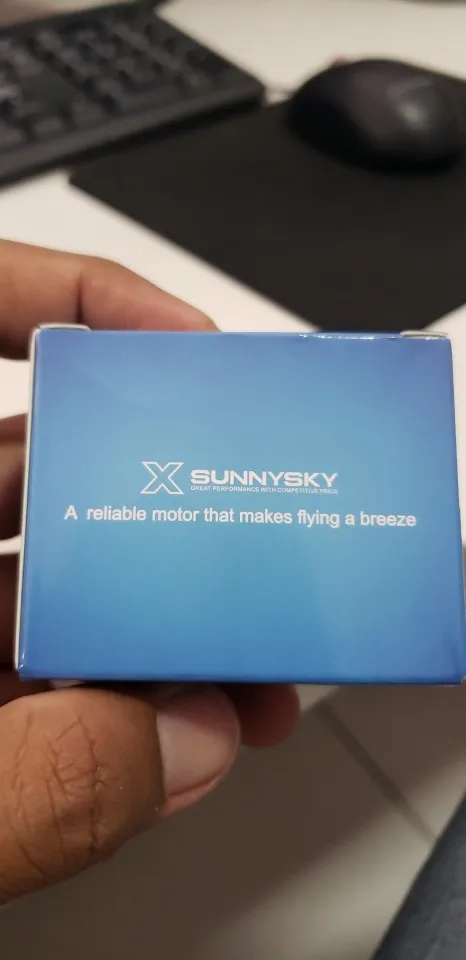 X SUNNYSKY
GREAT PERFORMANCE WITH COMPETITIVE PRICE
A reliable motor that makes flying a breeze